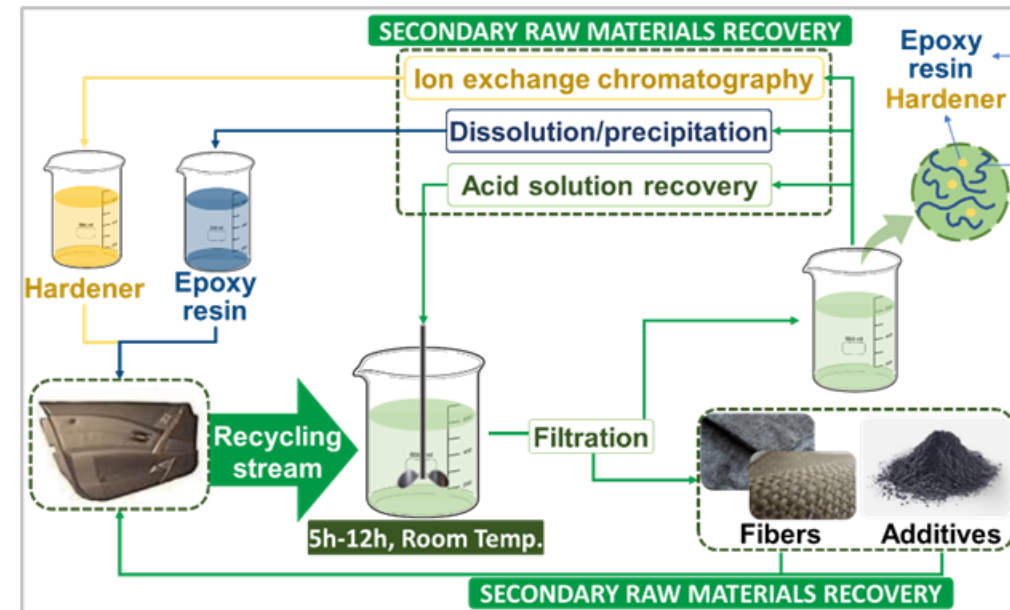 SECONDARY RAW MATERIALS RECOVERY
Ion exchange chromatography
Dissolution/precipitation
Acid solution recovery
Epoxy
resin
Hardener
Hardener
Epoxy
resin
Recycling
stream
5h-12h, Room Temp.
Filtration
Fibers
Additives
SECONDARY RAW MATERIALS RECOVERY